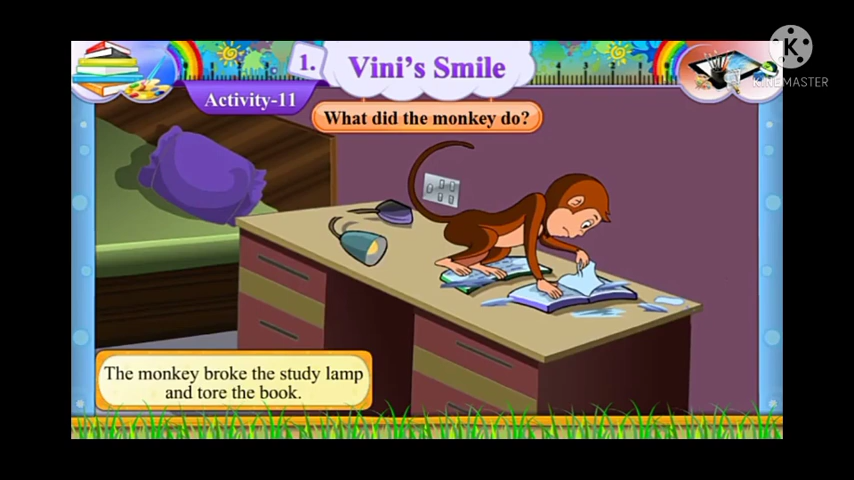 1.
Vini's Smile
K
KINEMASTER
Activity-11
What did the monkey do?
The monkey broke the study lamp
and tore the book.